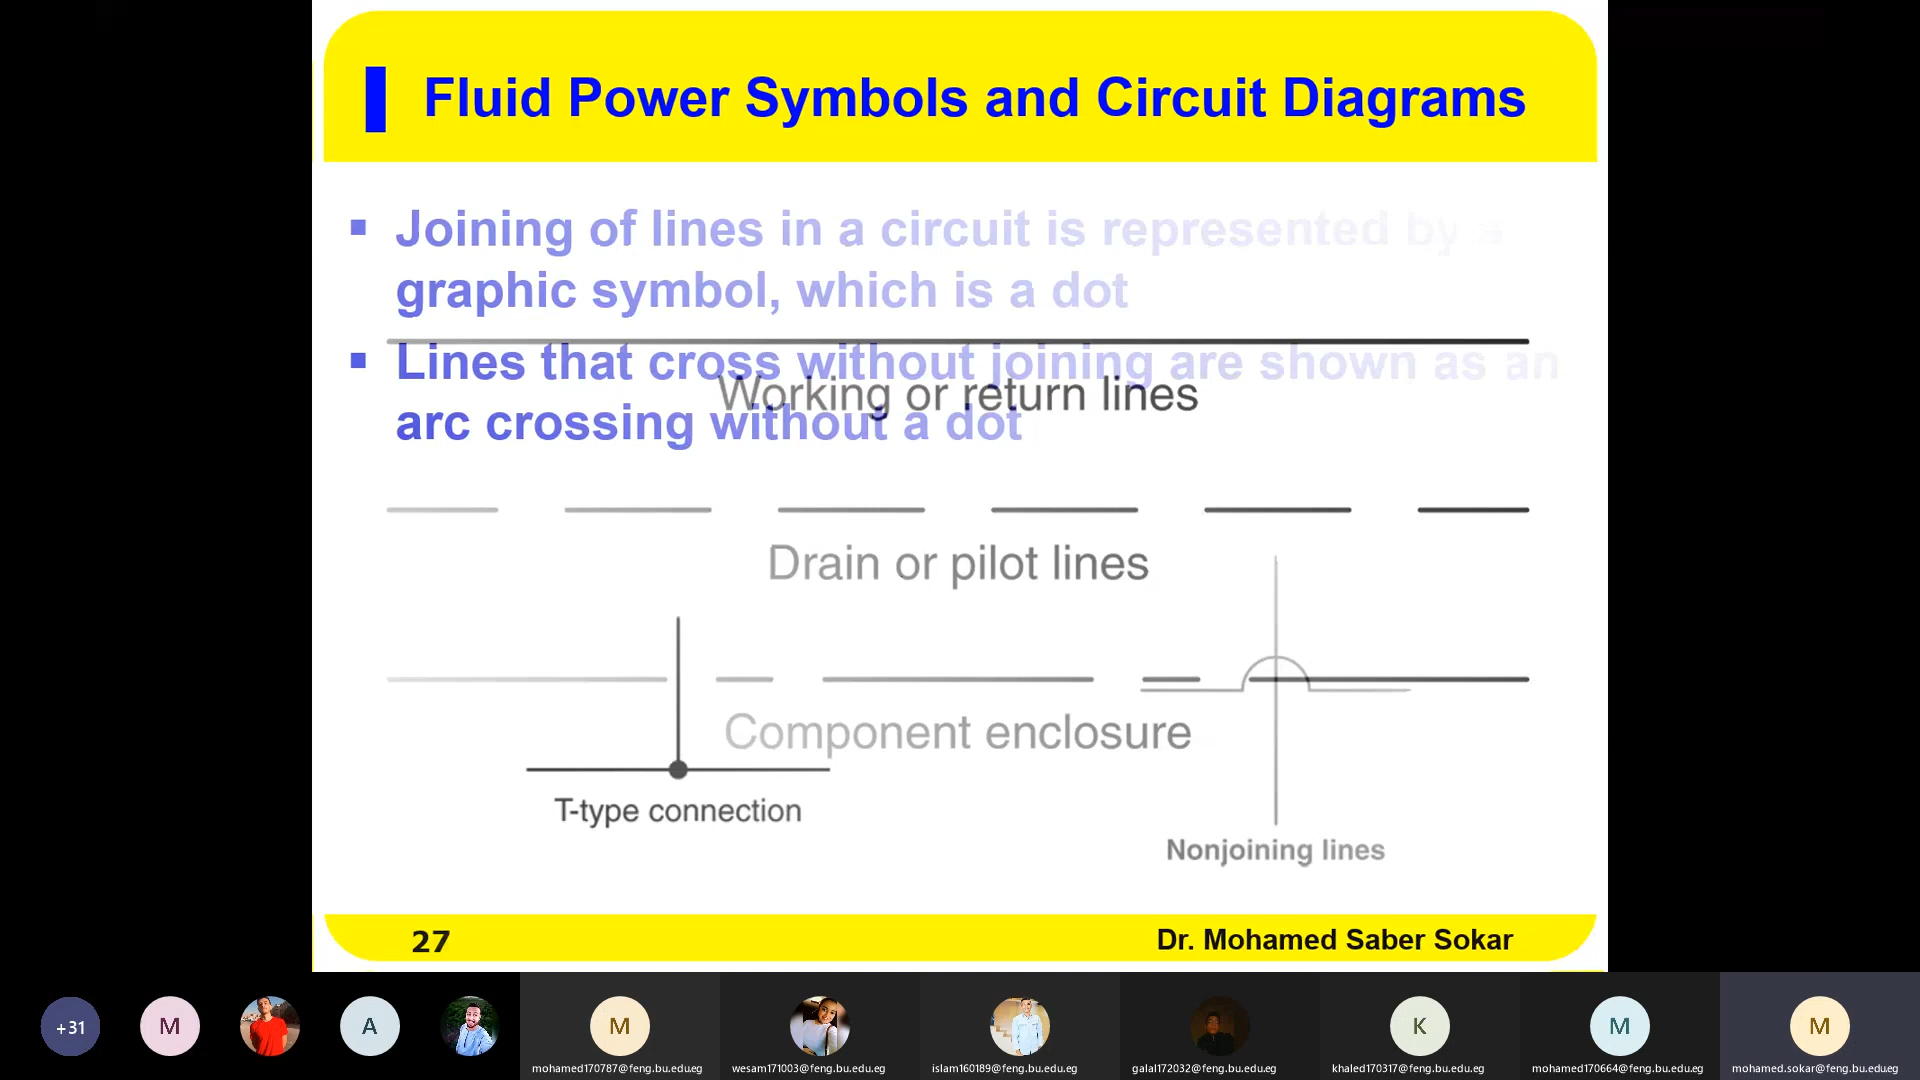 Fluid Power Symbols and Circuit Diagrams
Joining of lines in a circuit is represented by a
graphic symbol, which is a dot
Lines that cross without joining are shown as an
Working or return lines
arc crossing without a dot
Drain or pilot lines
Component enclosure
T-type connection
Nonjoining lines
27
Dr. Mohamed Saber Sokar
+31
M
A
M
K
M
M
mohamed170787@feng.bu.edu.eg
wesam171003@feng.bu.edu.eg
islam160189@feng.bu.edu.eg
galal172032@feng.bu.edu.eg
khaled170317@feng.bu.edu.eg
mohamed170664@feng.bu.edu.eg
mohamed.sokar@feng.bu.edu.eg